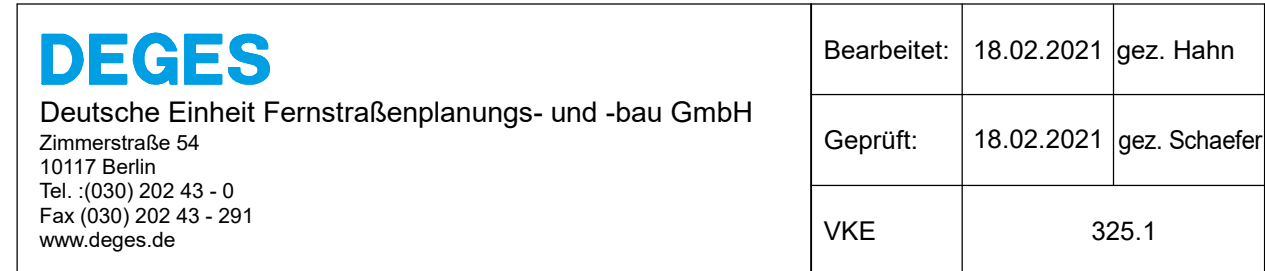 DEGES
Deutsche Einheit Fernstraßenplanungs- und -bau GmbH
Zimmerstraße 54
10117 Berlin
Tel. :(030) 202 43 - 0
Fax (030) 202 43 - 291
www.deges.de
Bearbeitet: 18.02.2021 gez. Hahn
Geprüft: 18.02.2021 gez. Schaefer
VKE 325.1